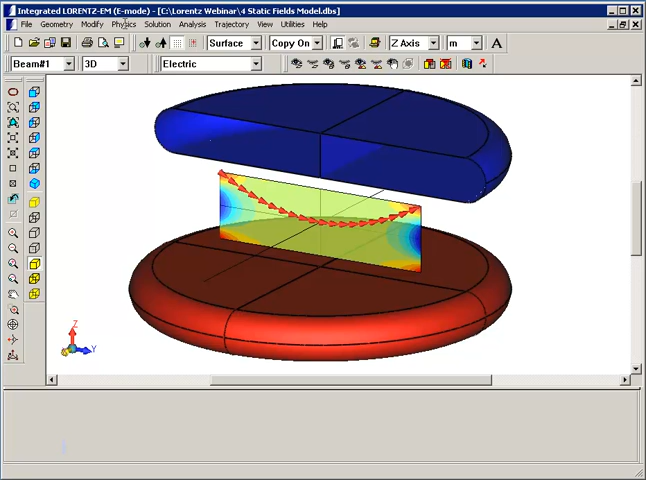 Integrated LORENTZ-EM (E-mode) - [C:\Lorentz Webinar\4 Static Fields Model.dbs]
File Geometry Modify Physics Solution Analysis Trajectory View Utilities Help
Surface Copy On Z Axis m A
Beam#1 3D Electric
Z
Y